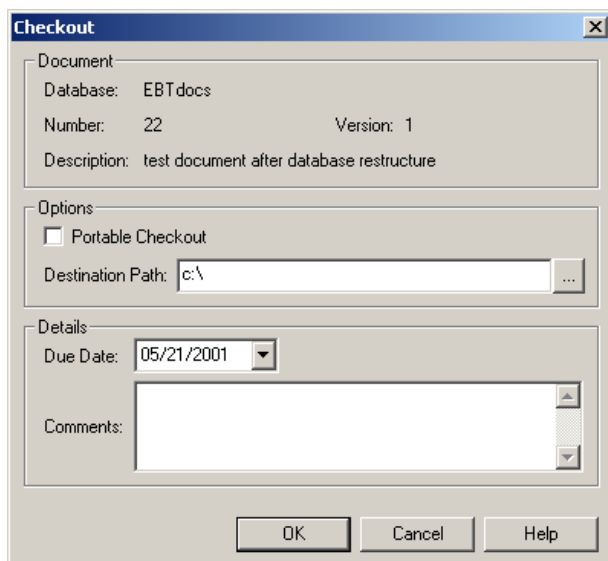 Checkout
Document
Database: EBTdocs
Number: 22 Version: 1
Description: test document after database restructure
Options
Portable Checkout
Destination Path: c:\ ...
Details
Due Date: 05/21/2001
Comments:
OK Cancel Help